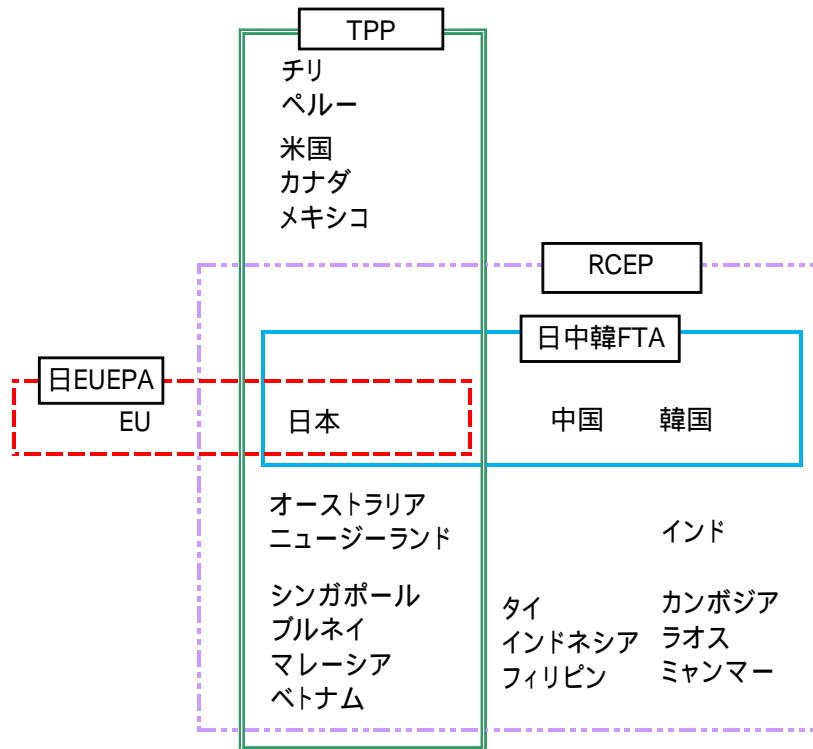 TPP
チリ
ペルー
米国
カナダ
メキシコ
RCEP
日中韓FTA
日EUEPA
EU
日本
中国
韓国
オーストラリア
ニュージーランド
インド
シンガポール
ブルネイ
マレーシア
ベトナム
タイ
インドネシア
フィリピン
カンボジア
ラオス
ミャンマー